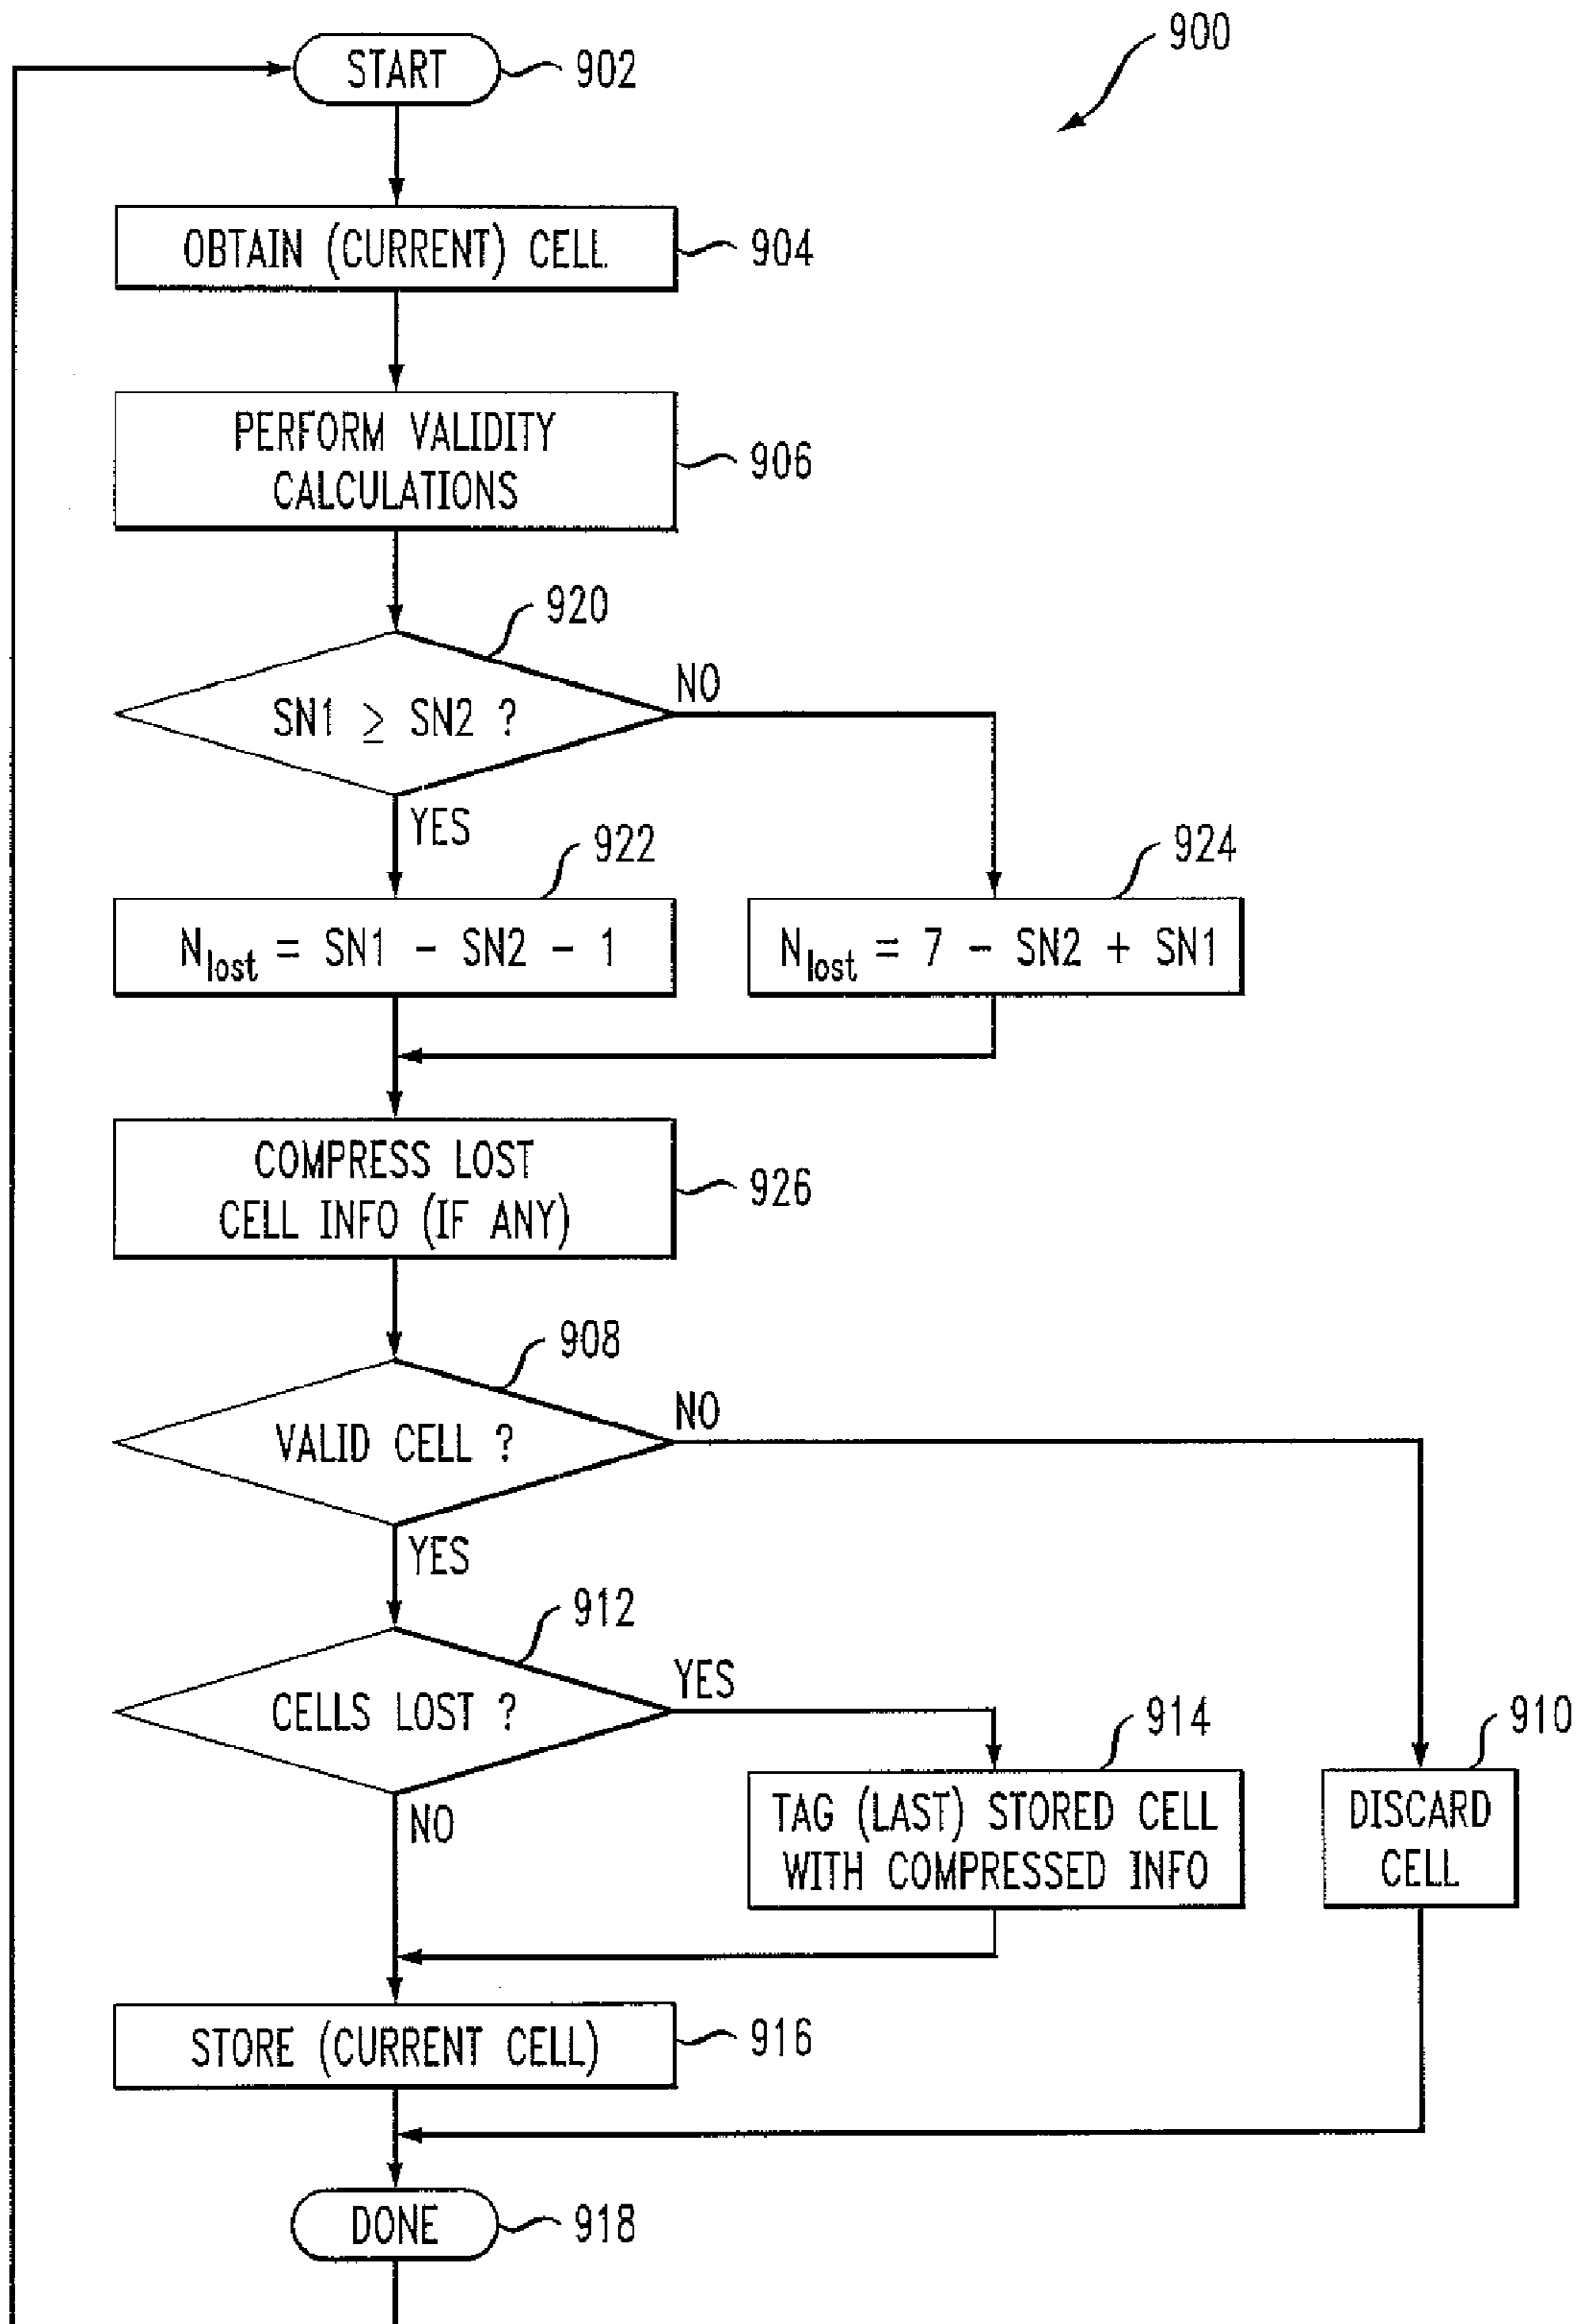 900
START
902
OBTAIN (CURRENT) CELL
904
PERFORM VALIDITY
CALCULATIONS
906
920
SN1 ≥ SN2 ?
NO
YES
922
N_lost = SN1 - SN2 - 1
924
N_lost = 7 - SN2 + SN1
COMPRESS LOST
CELL INFO (IF ANY)
926
908
VALID CELL ?
NO
YES
912
CELLS LOST ?
YES
NO
914
TAG (LAST) STORED CELL
WITH COMPRESSED INFO
910
DISCARD
CELL
STORE (CURRENT CELL)
916
DONE
918